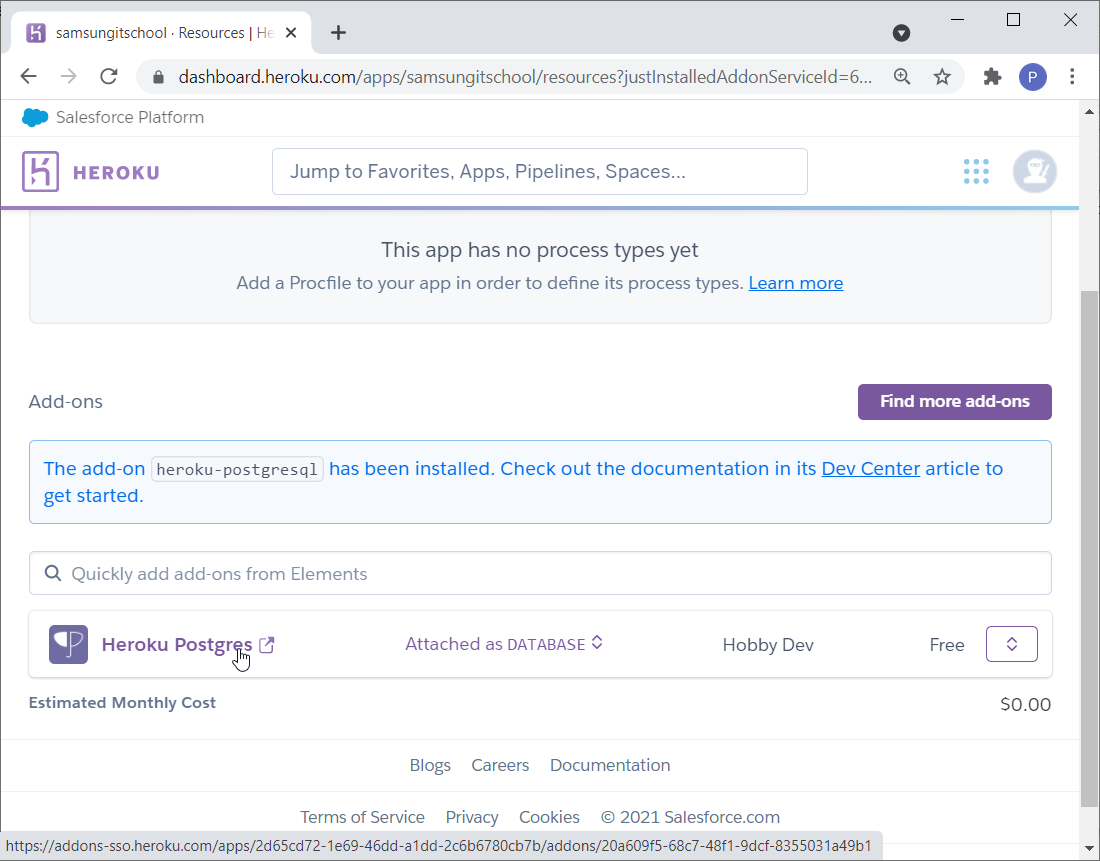 samsungitschool · Resources | He
dashboard.heroku.com/apps/samsungitschool/resources?justInstalledAddonServiceId=6...
P
Salesforce Platform
HEROKU
Jump to Favorites, Apps, Pipelines, Spaces...
This app has no process types yet
Add a Procfile to your app in order to define its process types. Learn more
Add-ons
Find more add-ons
The add-on heroku-postgresql has been installed. Check out the documentation in its Dev Center article to
get started.
Quickly add add-ons from Elements
Heroku Postgres Attached as DATABASE Hobby Dev Free
Estimated Monthly Cost $0.00
Blogs Careers Documentation
Terms of Service Privacy Cookies © 2021 Salesforce.com
https://addons-sso.heroku.com/apps/2d65cd72-1e69-46dd-a1dd-2c6b6780cb7b/addons/20a609f5-68c7-48f1-9dcf-8355031a49b1